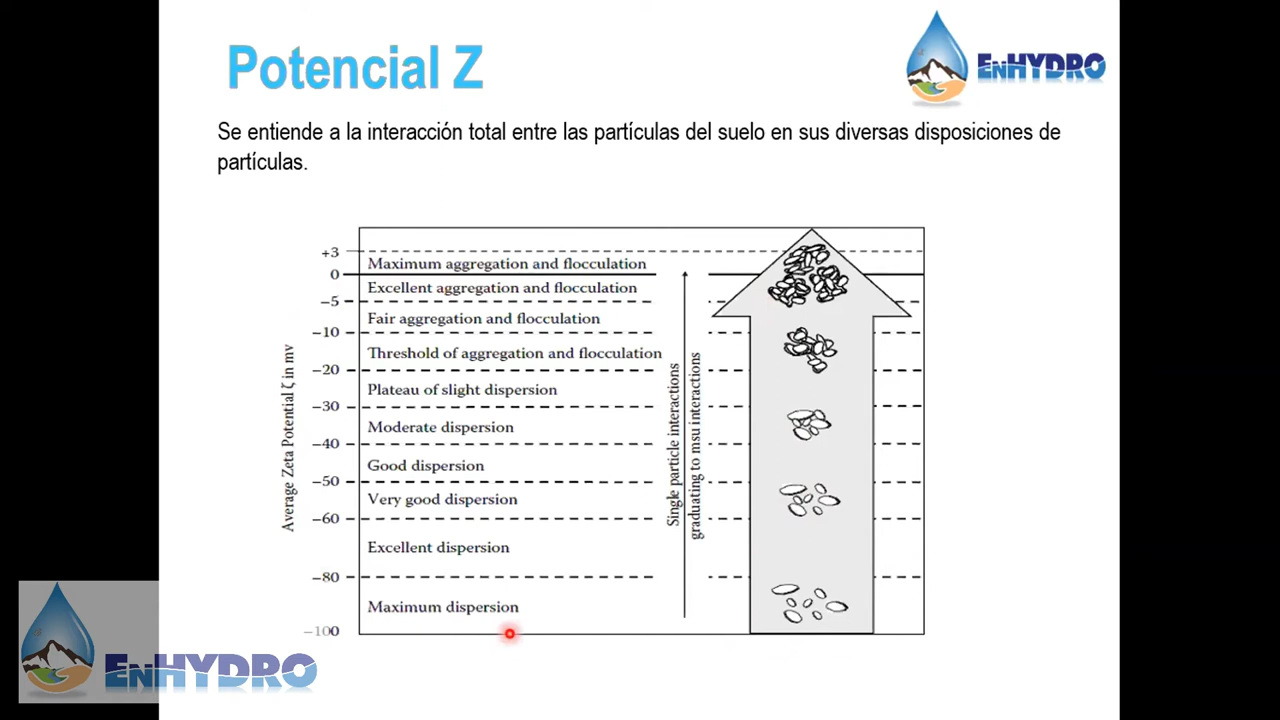 Potencial Z
EnHYDRO
Se entiende a la interacción total entre las partículas del suelo en sus diversas disposiciones de
partículas.
Average Zeta Potential ζ in mv
+3
Maximum aggregation and flocculation
0
Excellent aggregation and flocculation
−5
Fair aggregation and flocculation
−10
Threshold of aggregation and flocculation
−20
Plateau of slight dispersion
−30
Moderate dispersion
−40
Good dispersion
−50
Very good dispersion
−60
Excellent dispersion
−80
Maximum dispersion
−100
Single particle interactions
graduating to msu interactions
EnHYDRO